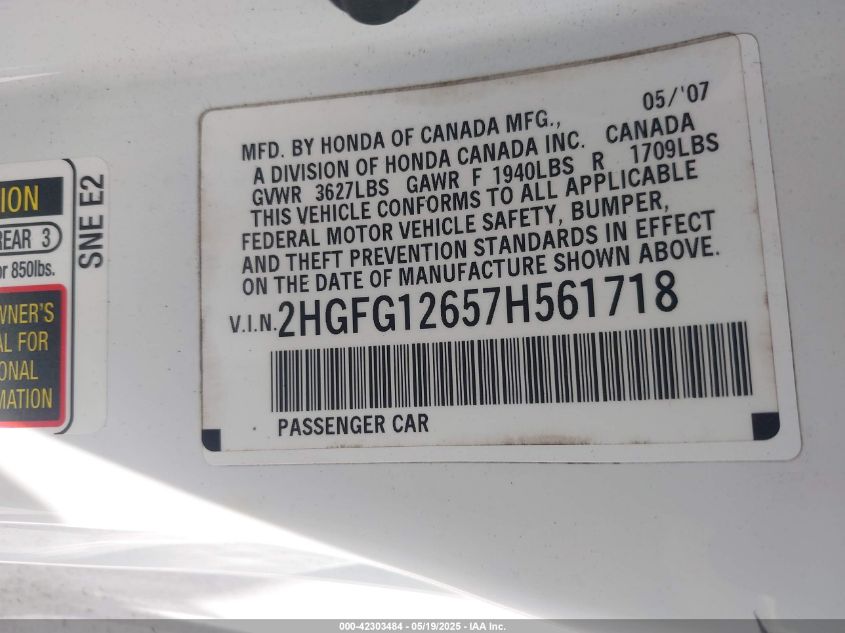 05/'07
MFD. BY HONDA OF CANADA MFG.,
A DIVISION OF HONDA CANADA INC. CANADA
GVWR 3627LBS GAWR F 1940LBS R 1709LBS
THIS VEHICLE CONFORMS TO ALL APPLICABLE
FEDERAL MOTOR VEHICLE SAFETY, BUMPER,
AND THEFT PREVENTION STANDARDS IN EFFECT
ON THE DATE OF MANUFACTURE SHOWN ABOVE.
V.I.N. 2HGFG12657H561718
PASSENGER CAR
ION
REAR 3
or 850lbs.
WNER'S
AL FOR
ONAL
MATION
SNE E2
000-42303484 - 05/19/2025 - IAA Inc.